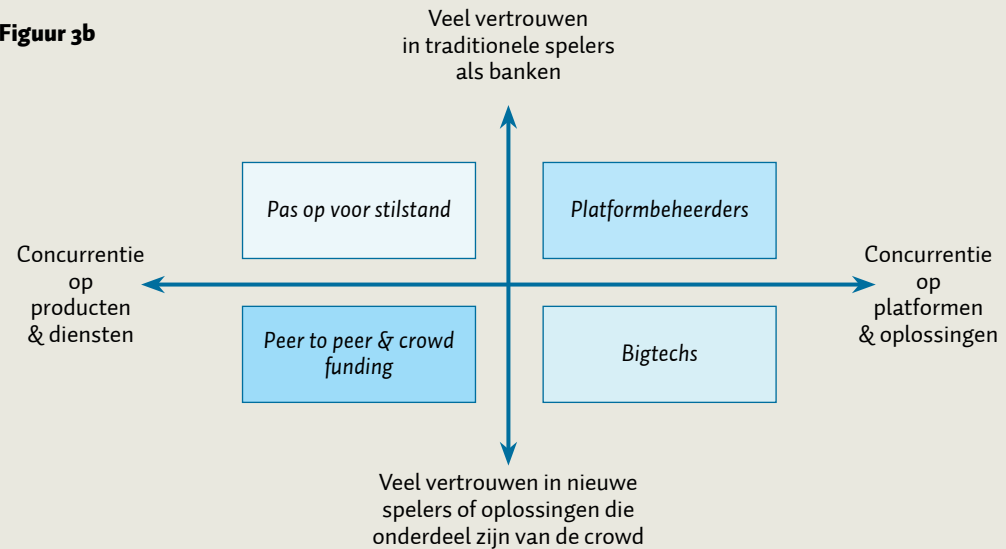 Figuur 3b
Veel vertrouwen
in traditionele spelers
als banken
Pas op voor stilstand
Platformbeheerders
Concurrentie
op
producten
& diensten
Concurrentie
op
platformen
& oplossingen
Peer to peer & crowd
funding
Bigtechs
Veel vertrouwen in nieuwe
spelers of oplossingen die
onderdeel zijn van de crowd